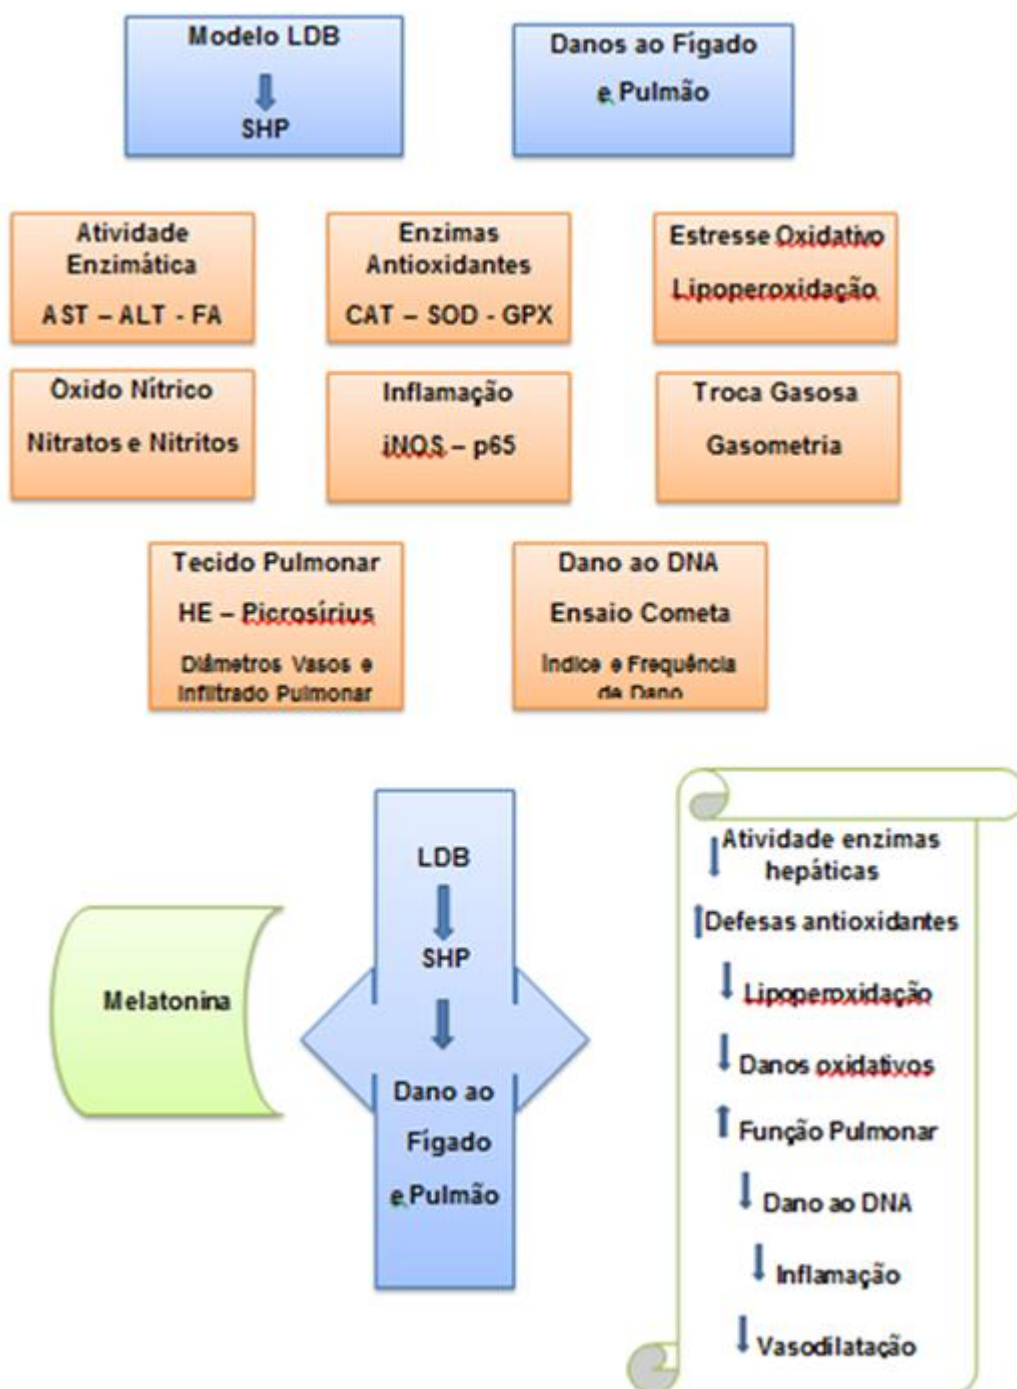 Modelo LDB
SHP
Danos ao Fígado
e Pulmão
Atividade
Enzimática
AST – ALT - FA
Enzimas
Antioxidantes
CAT – SOD - GPX
Estresse Oxidativo
Lipoperoxidação
Óxido Nítrico
Nitratos e Nitritos
Inflamação
iNOS – p65
Troca Gasosa
Gasometria
Tecido Pulmonar
HE – Picrosírius
Diâmetros Vasos e
Infiltrado Pulmonar
Dano ao DNA
Ensaio Cometa
Índice e Frequência
de Dano
Melatonina
LDB
SHP
Dano ao
Fígado
e Pulmão
Atividade enzimas
hepáticas
Defesas antioxidantes
Lipoperoxidação
Danos oxidativos
Função Pulmonar
Dano ao DNA
Inflamação
Vasodilatação